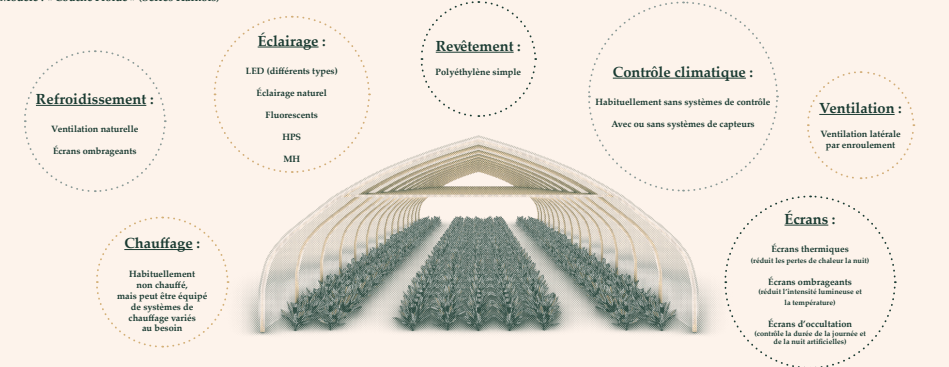 Refroidissement :
Ventilation naturelle
Écrans ombrageants
Éclairage :
LED (différents types)
Éclairage naturel
Fluorescents
HPS
MH
Revêtement :
Polyéthylène simple
Contrôle climatique :
Habituellement sans systèmes de contrôle
Avec ou sans systèmes de capteurs
Ventilation :
Ventilation latérale
par enroulement
Chauffage :
Habituellement
non chauffé,
mais peut être équipé
de systèmes de
chauffage variés
au besoin
Écrans :
Écrans thermiques
(réduit les pertes de chaleur la nuit)
Écrans ombrageants
(réduit l'intensité lumineuse et
la température)
Écrans d'occultation
(contrôle la durée de la journée et
de la nuit artificielles)